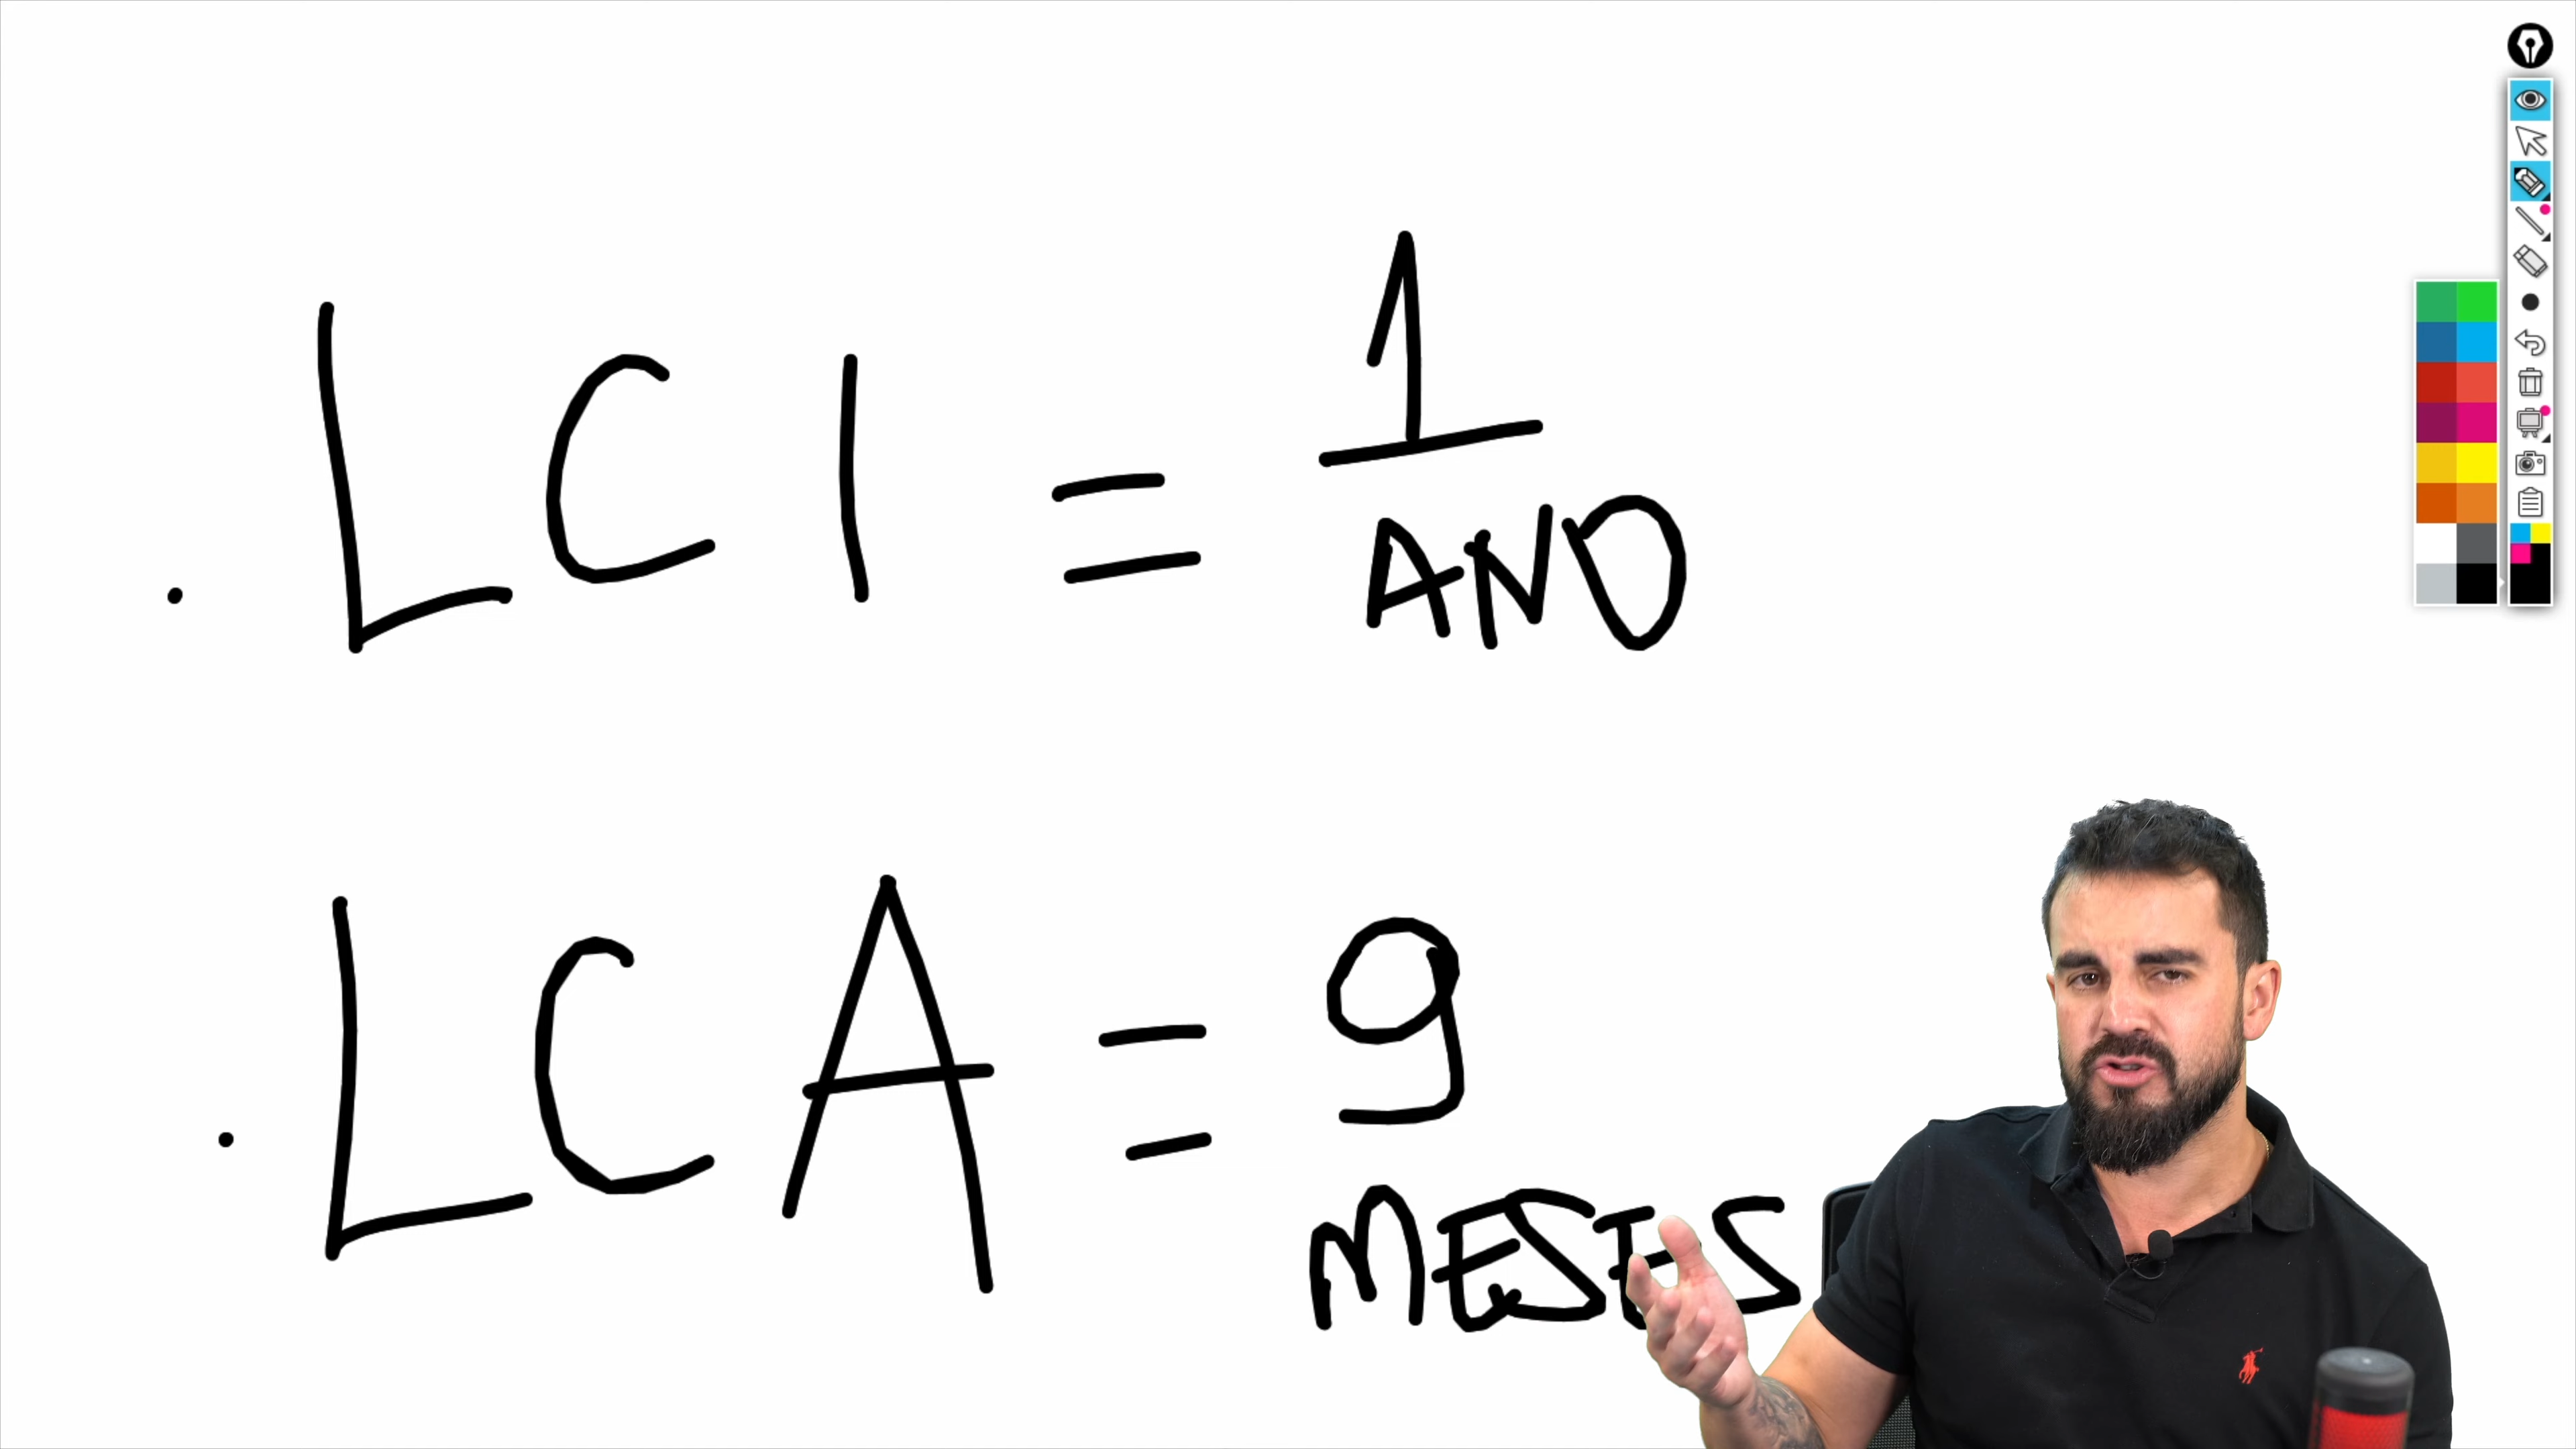 . LCI = 1
ANO
. LCA = 9
MESES